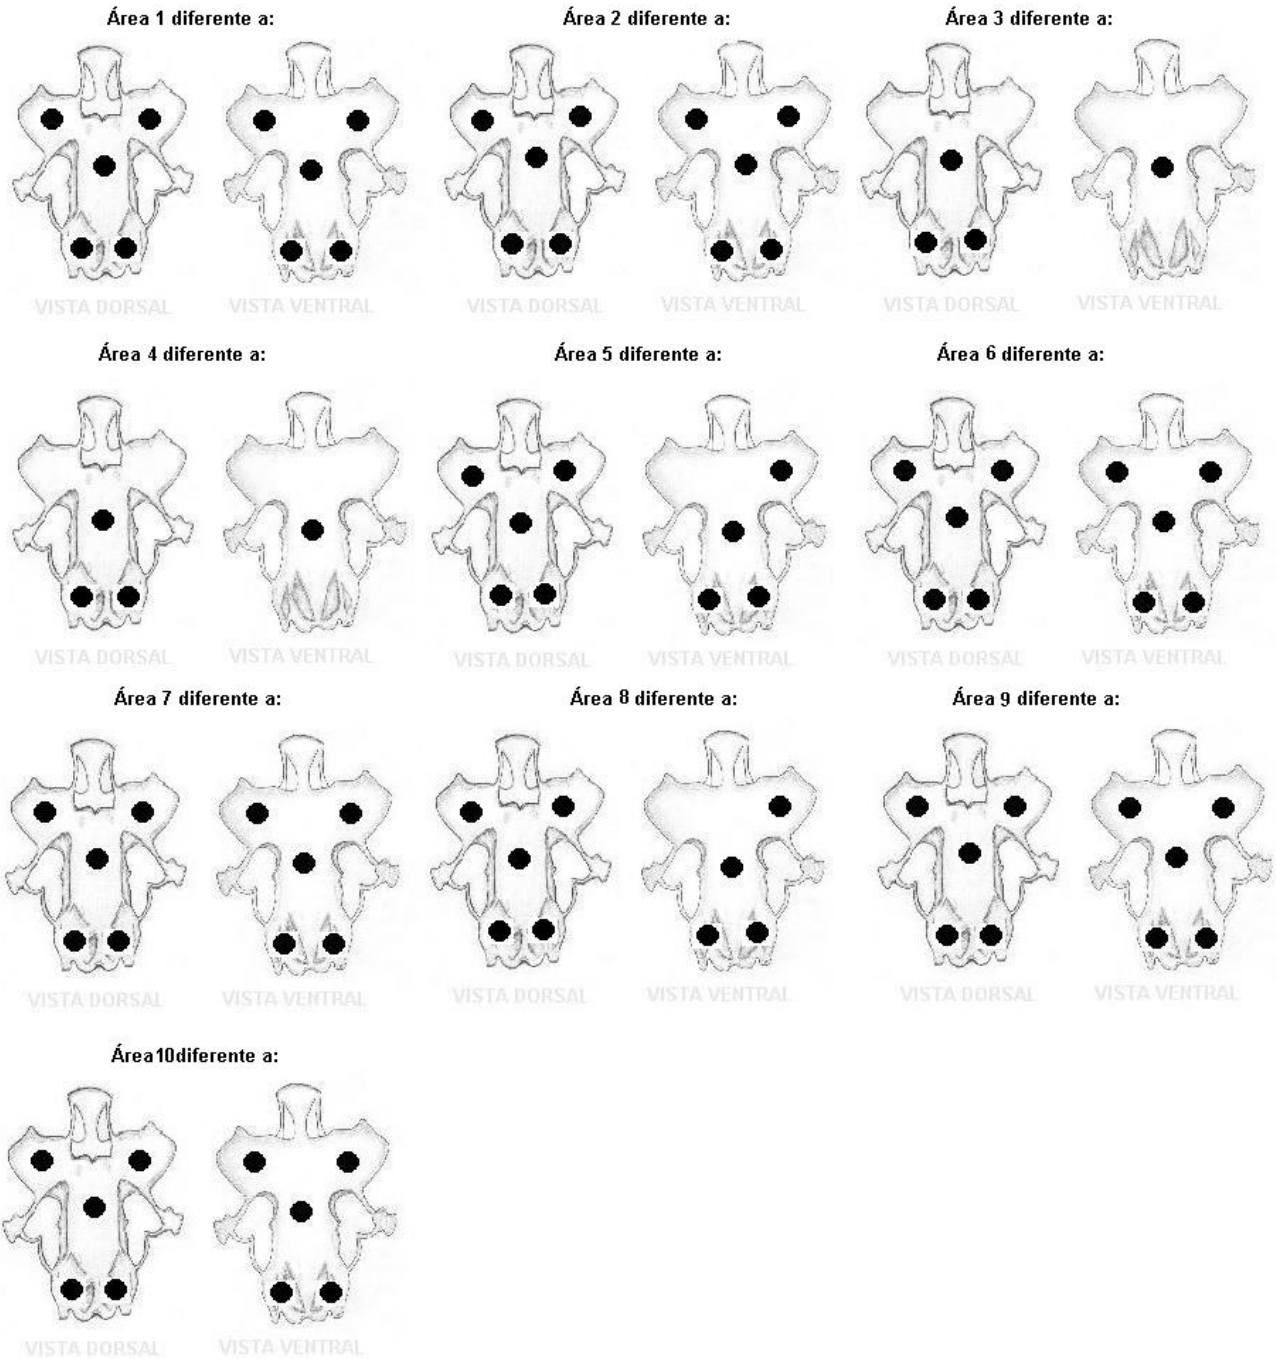 Área 1 diferente a:
Área 2 diferente a:
Área 3 diferente a:
VISTA DORSAL
VISTA VENTRAL
VISTA DORSAL
VISTA VENTRAL
VISTA DORSAL
VISTA VENTRAL
Área 4 diferente a:
Área 5 diferente a:
Área 6 diferente a:
VISTA DORSAL
VISTA VENTRAL
VISTA DORSAL
VISTA VENTRAL
VISTA DORSAL
VISTA VENTRAL
Área 7 diferente a:
Área 8 diferente a:
Área 9 diferente a:
VISTA DORSAL
VISTA VENTRAL
VISTA DORSAL
VISTA VENTRAL
VISTA DORSAL
VISTA VENTRAL
Área10diferente a:
VISTA DORSAL
VISTA VENTRAL